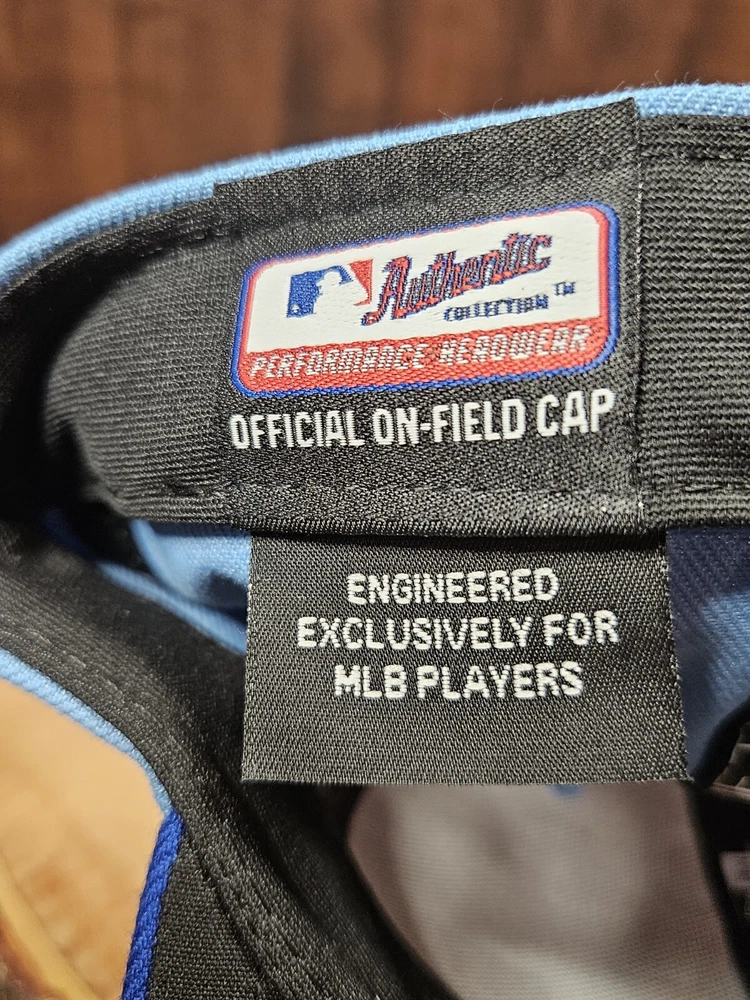 Authentic
COLLECTION™
PERFORMANCE HEADWEAR
OFFICIAL ON-FIELD CAP
ENGINEERED
EXCLUSIVELY FOR
MLB PLAYERS